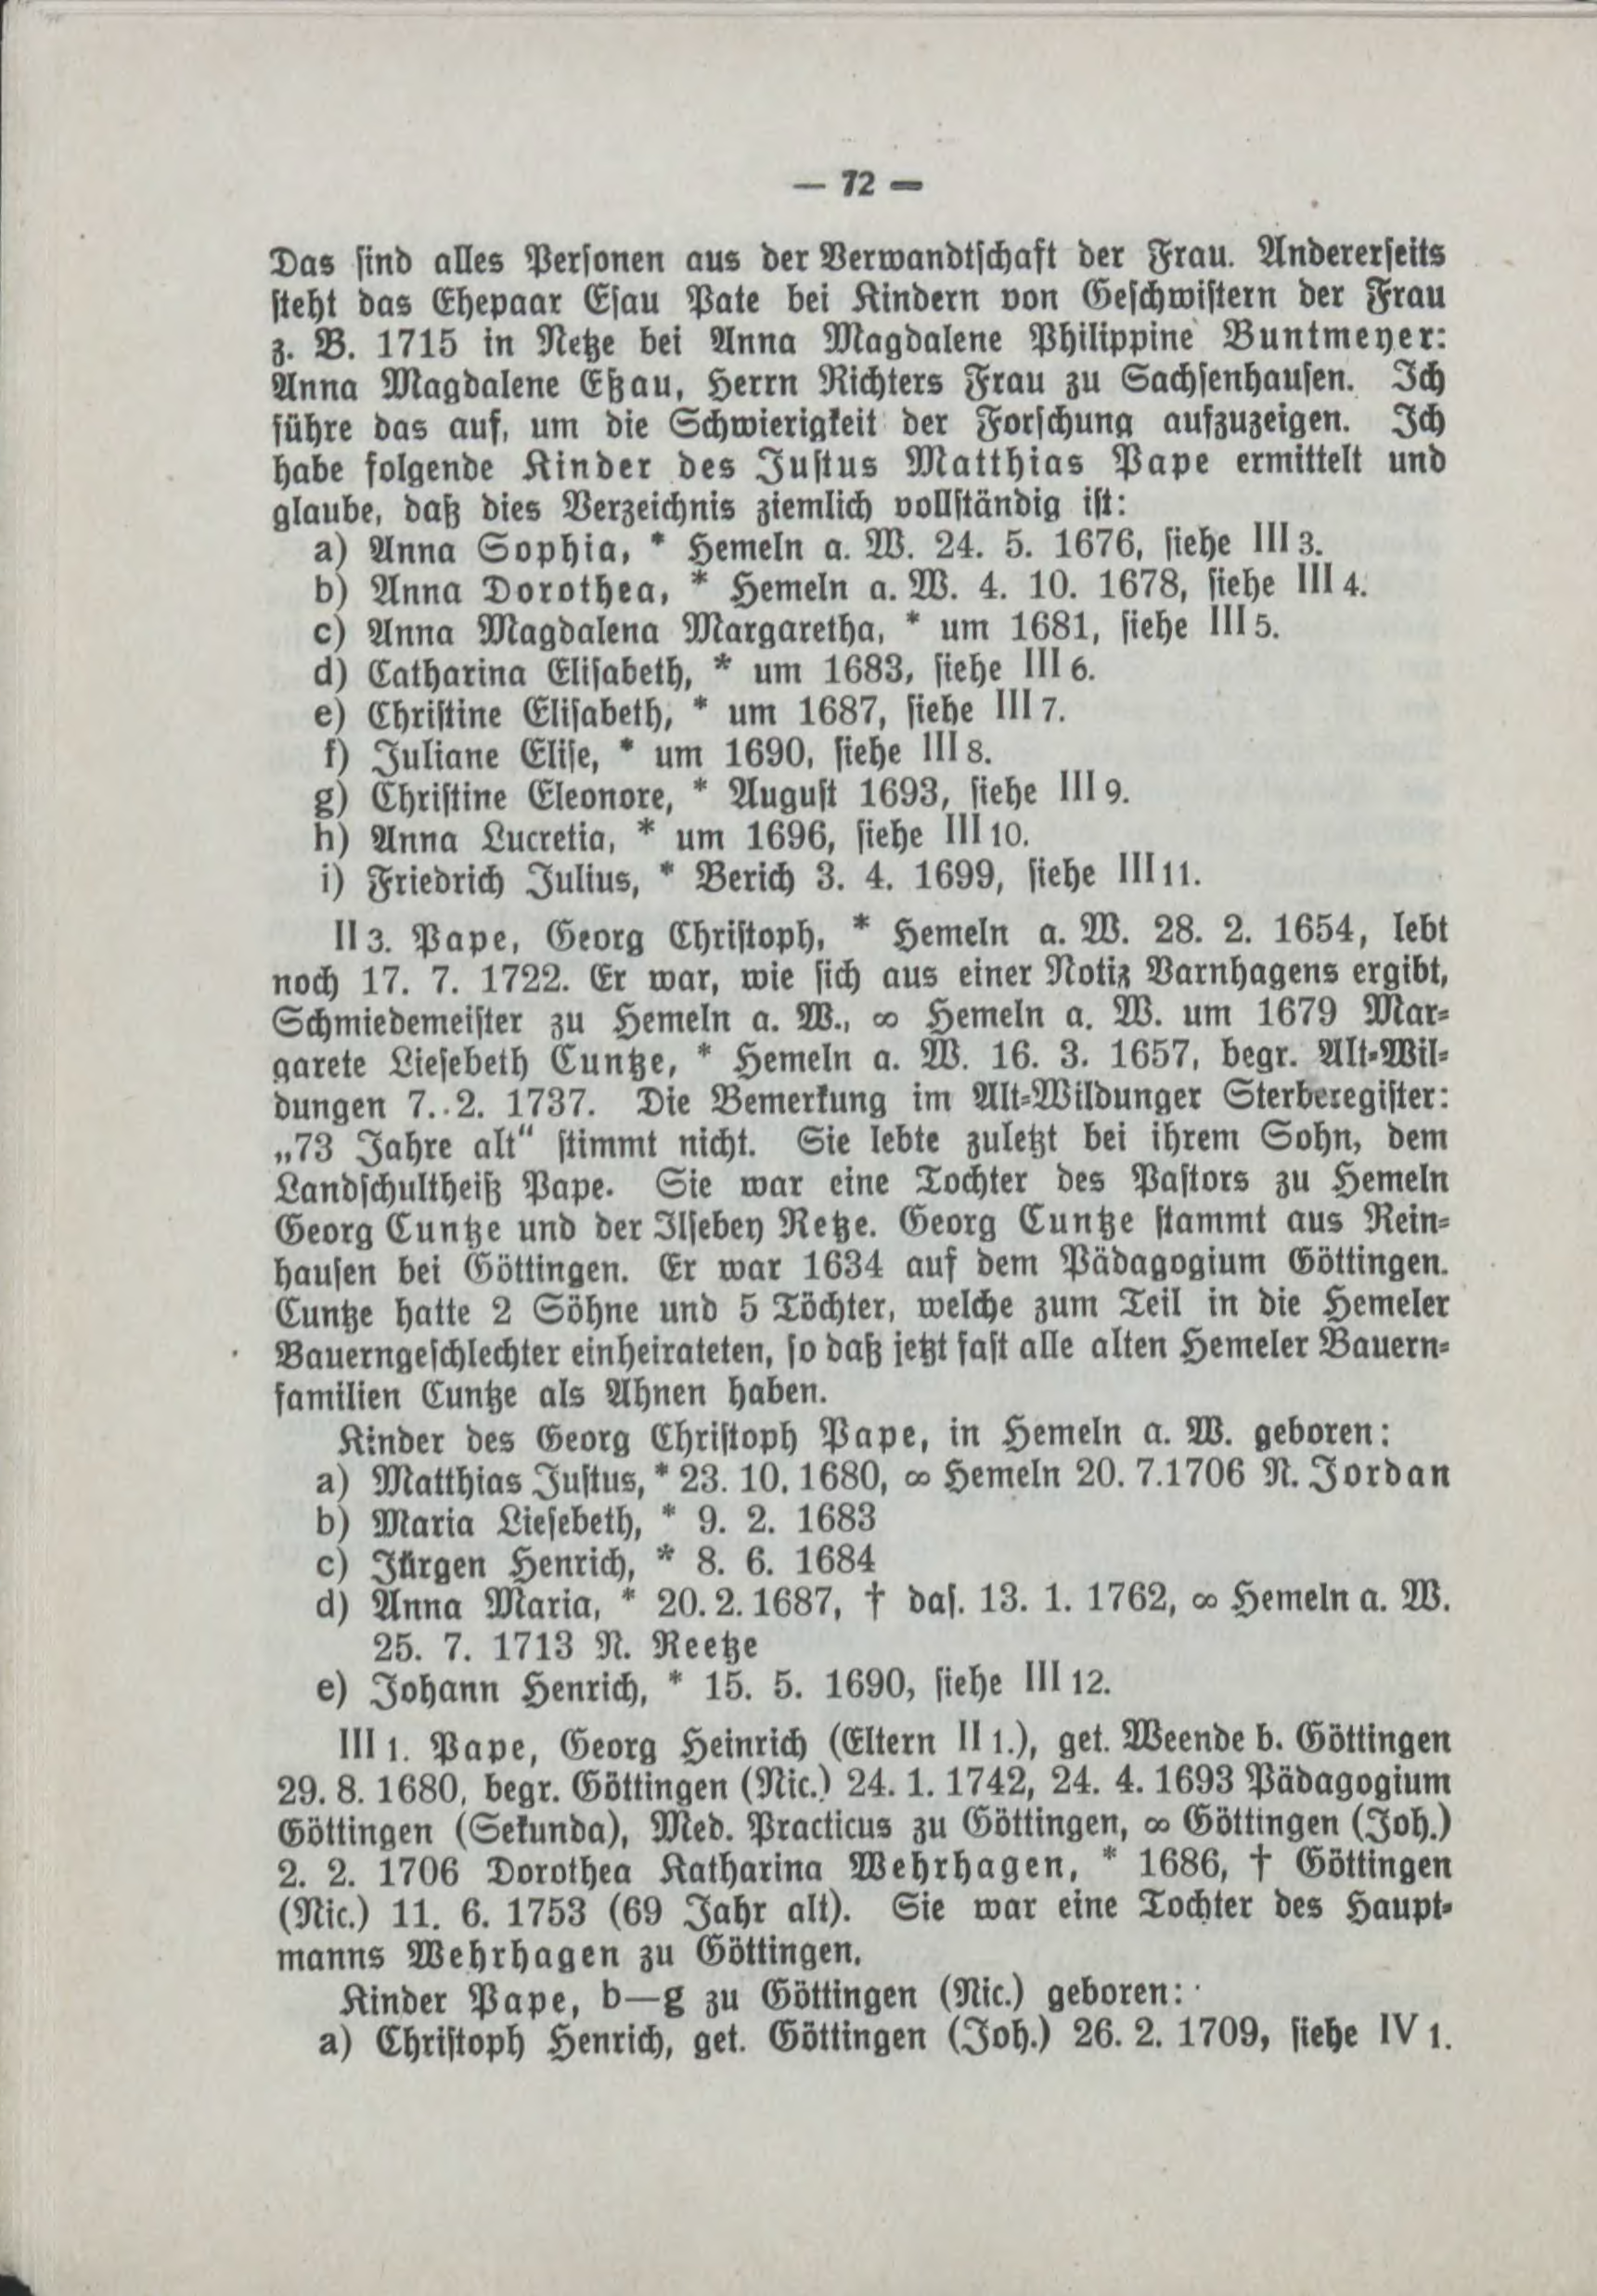 — 72 —
Das sind alles Personen aus der Verwandtschaft der Frau. Andererseits
steht das Ehepaar Esau Pate bei Kindern von Geschwistern der Frau
z. B. 1715 in Netze bei Anna Magdalene Philippine Buntmeyer:
Anna Magdalene Eßau, Herrn Richters Frau zu Sachsenhausen. Ich
führe das auf, um die Schwierigkeit der Forschung aufzuzeigen. Ich
habe folgende Kinder des Justus Matthias Pape ermittelt und
glaube, daß dies Verzeichnis ziemlich vollständig ist:
a) Anna Sophia, * Hemeln a. W. 24. 5. 1676, siehe III 3.
b) Anna Dorothea, * Hemeln a. W. 4. 10. 1678, siehe III 4.
c) Anna Magdalena Margaretha, * um 1681, siehe III 5.
d) Catharina Elisabeth, * um 1683, siehe III 6.
e) Christine Elisabeth, * um 1687, siehe III 7.
f) Juliane Elise, * um 1690, siehe III 8.
g) Christine Eleonore, * August 1693, siehe III 9.
h) Anna Lucretia, * um 1696, siehe III 10.
i) Friedrich Julius, * Berich 3. 4. 1699, siehe III 11.
II 3. Pape, Georg Christoph, * Hemeln a. W. 28. 2. 1654, lebt
noch 17. 7. 1722. Er war, wie sich aus einer Notiz Varnhagens ergibt,
Schmiedemeister zu Hemeln a. W., ∞ Hemeln a. W. um 1679 Mar-
garete Liesebeth Cuntze, * Hemeln a. W. 16. 3. 1657, begr. Alt-Wil-
dungen 7. 2. 1737. Die Bemerkung im Alt-Wildunger Sterberegister:
„73 Jahre alt“ stimmt nicht. Sie lebte zuletzt bei ihrem Sohn, dem
Landschultheiß Pape. Sie war eine Tochter des Pastors zu Hemeln
Georg Cuntze und der Ilsebey Retze. Georg Cuntze stammt aus Rein-
hausen bei Göttingen. Er war 1634 auf dem Pädagogium Göttingen.
Cuntze hatte 2 Söhne und 5 Töchter, welche zum Teil in die Hemeler
Bauerngeschlechter einheirateten, so daß jetzt fast alle alten Hemeler Bauern-
familien Cuntze als Ahnen haben.
Kinder des Georg Christoph Pape, in Hemeln a. W. geboren:
a) Matthias Justus, * 23. 10. 1680, ∞ Hemeln 20. 7. 1706 N. Jordan
b) Maria Liesebeth, * 9. 2. 1683
c) Jürgen Henrich, * 8. 6. 1684
d) Anna Maria, * 20. 2. 1687, † das. 13. 1. 1762, ∞ Hemeln a. W.
25. 7. 1713 N. Reetze
e) Johann Henrich, * 15. 5. 1690, siehe III 12.
III 1. Pape, Georg Heinrich (Eltern II 1.), get. Weende b. Göttingen
29. 8. 1680, begr. Göttingen (Nic.) 24. 1. 1742, 24. 4. 1693 Pädagogium
Göttingen (Sekunda), Med. Practicus zu Göttingen, ∞ Göttingen (Joh.)
2. 2. 1706 Dorothea Katharina Wehrhagen, * 1686, † Göttingen
(Nic.) 11. 6. 1753 (69 Jahr alt). Sie war eine Tochter des Haupt-
manns Wehrhagen zu Göttingen.
Kinder Pape, b—g zu Göttingen (Nic.) geboren:
a) Christoph Henrich, get. Göttingen (Joh.) 26. 2. 1709, siehe IV 1.